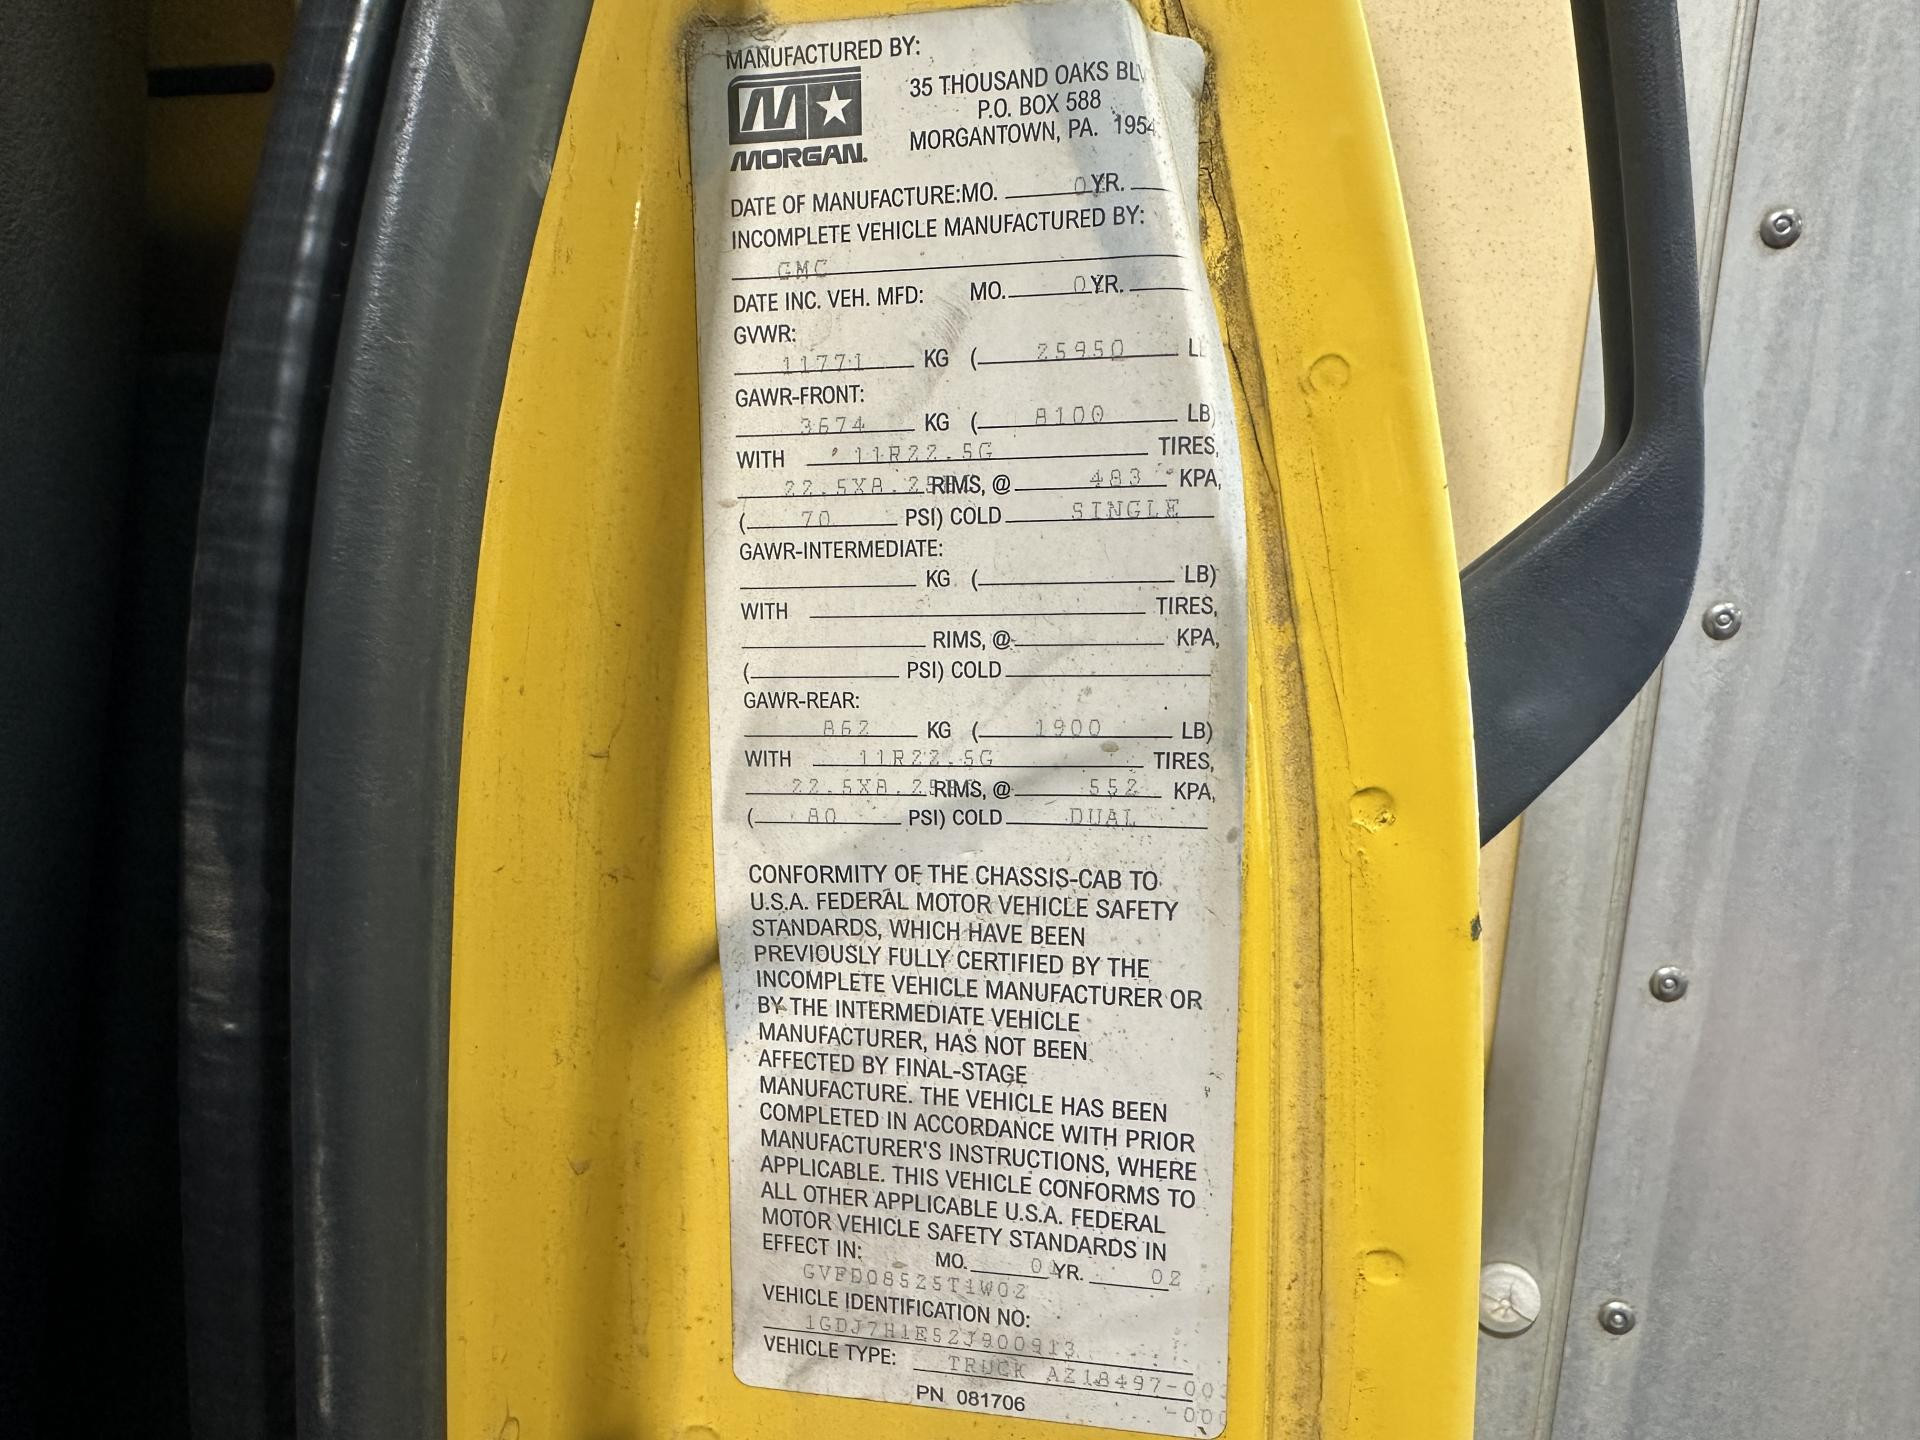 MANUFACTURED BY:
MORGAN
35 THOUSAND OAKS BL
P.O. BOX 588
MORGANTOWN, PA. 1954
DATE OF MANUFACTURE:MO. YR.
INCOMPLETE VEHICLE MANUFACTURED BY:
GMC
DATE INC. VEH. MFD: MO. YR.
GVWR:
11771 KG ( 25950 L
GAWR-FRONT:
3674 KG ( 8100 LB)
WITH 11R22.5G TIRES,
22.5X8.25 RIMS, @ 483 KPA,
( 70 PSI) COLD SINGLE
GAWR-INTERMEDIATE:
KG ( LB)
WITH TIRES,
RIMS, @ KPA,
( PSI) COLD
GAWR-REAR:
862 KG ( 1900 LB)
WITH 11R22.5G TIRES,
22.5X8.25 RIMS, @ 552 KPA,
( 80 PSI) COLD DUAL
CONFORMITY OF THE CHASSIS-CAB TO
U.S.A. FEDERAL MOTOR VEHICLE SAFETY
STANDARDS, WHICH HAVE BEEN
PREVIOUSLY FULLY CERTIFIED BY THE
INCOMPLETE VEHICLE MANUFACTURER OR
BY THE INTERMEDIATE VEHICLE
MANUFACTURER, HAS NOT BEEN
AFFECTED BY FINAL-STAGE
MANUFACTURE. THE VEHICLE HAS BEEN
COMPLETED IN ACCORDANCE WITH PRIOR
MANUFACTURER'S INSTRUCTIONS, WHERE
APPLICABLE. THIS VEHICLE CONFORMS TO
ALL OTHER APPLICABLE U.S.A. FEDERAL
MOTOR VEHICLE SAFETY STANDARDS IN
EFFECT IN: MO. YR. 02
GVFD08525T1W02
VEHICLE IDENTIFICATION NO:
1GDJ7H1E52J900913
VEHICLE TYPE: TRUCK AZ18497-00
-000
PN 081706